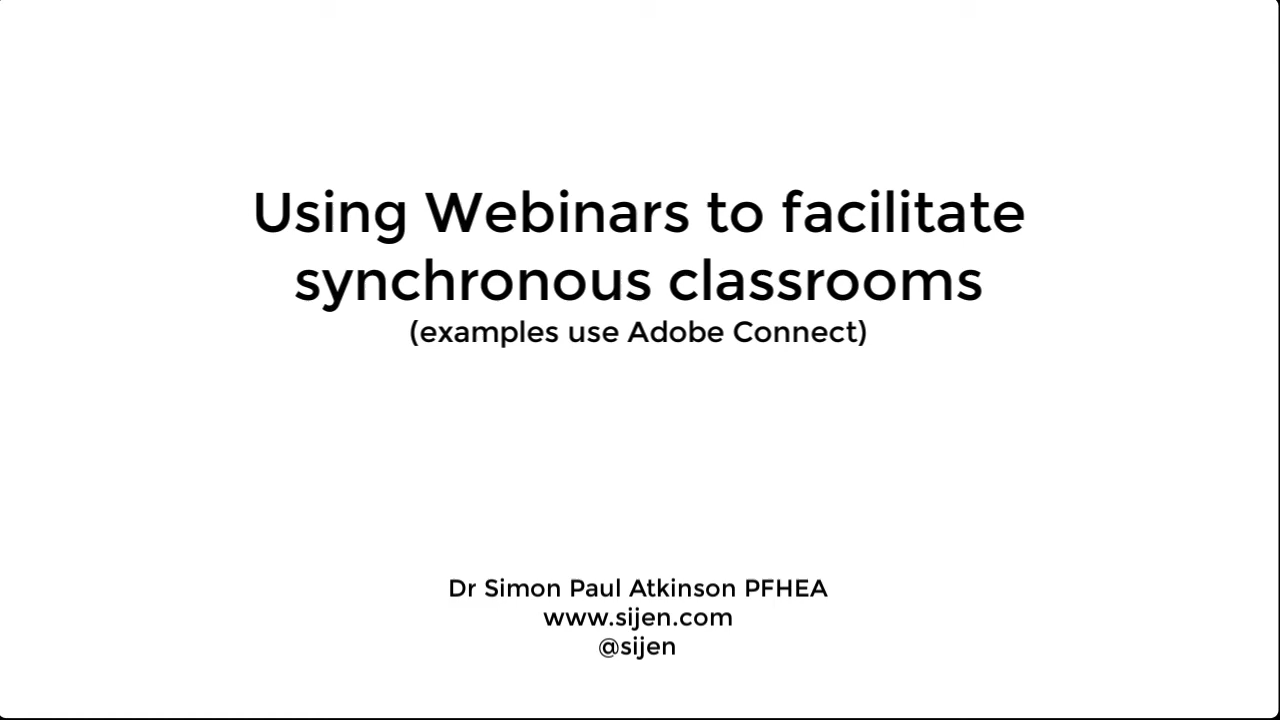 Using Webinars to facilitate
synchronous classrooms
(examples use Adobe Connect)
Dr Simon Paul Atkinson PFHEA
www.sijen.com
@sijen